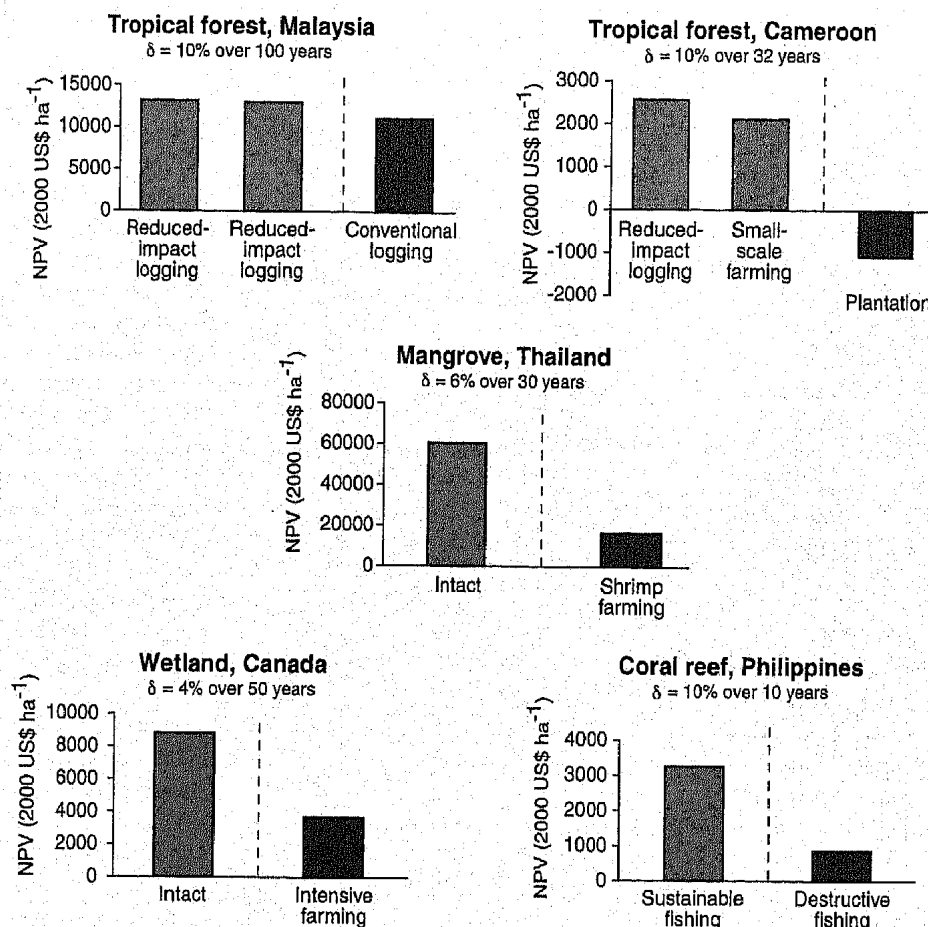 Tropical forest, Malaysia
δ = 10% over 100 years
NPV (2000 US$ ha⁻¹)
15000
10000
5000
0
Reduced-
impact
logging
Reduced-
impact
logging
Conventional
logging
Tropical forest, Cameroon
δ = 10% over 32 years
NPV (2000 US$ ha⁻¹)
3000
2000
1000
0
-1000
-2000
Reduced-
impact
logging
Small-
scale
farming
Plantation
Mangrove, Thailand
δ = 6% over 30 years
NPV (2000 US$ ha⁻¹)
80000
60000
40000
20000
0
Intact
Shrimp
farming
Wetland, Canada
δ = 4% over 50 years
NPV (2000 US$ ha⁻¹)
10000
8000
6000
4000
2000
0
Intact
Intensive
farming
Coral reef, Philippines
δ = 10% over 10 years
NPV (2000 US$ ha⁻¹)
4000
3000
2000
1000
0
Sustainable
fishing
Destructive
fishing